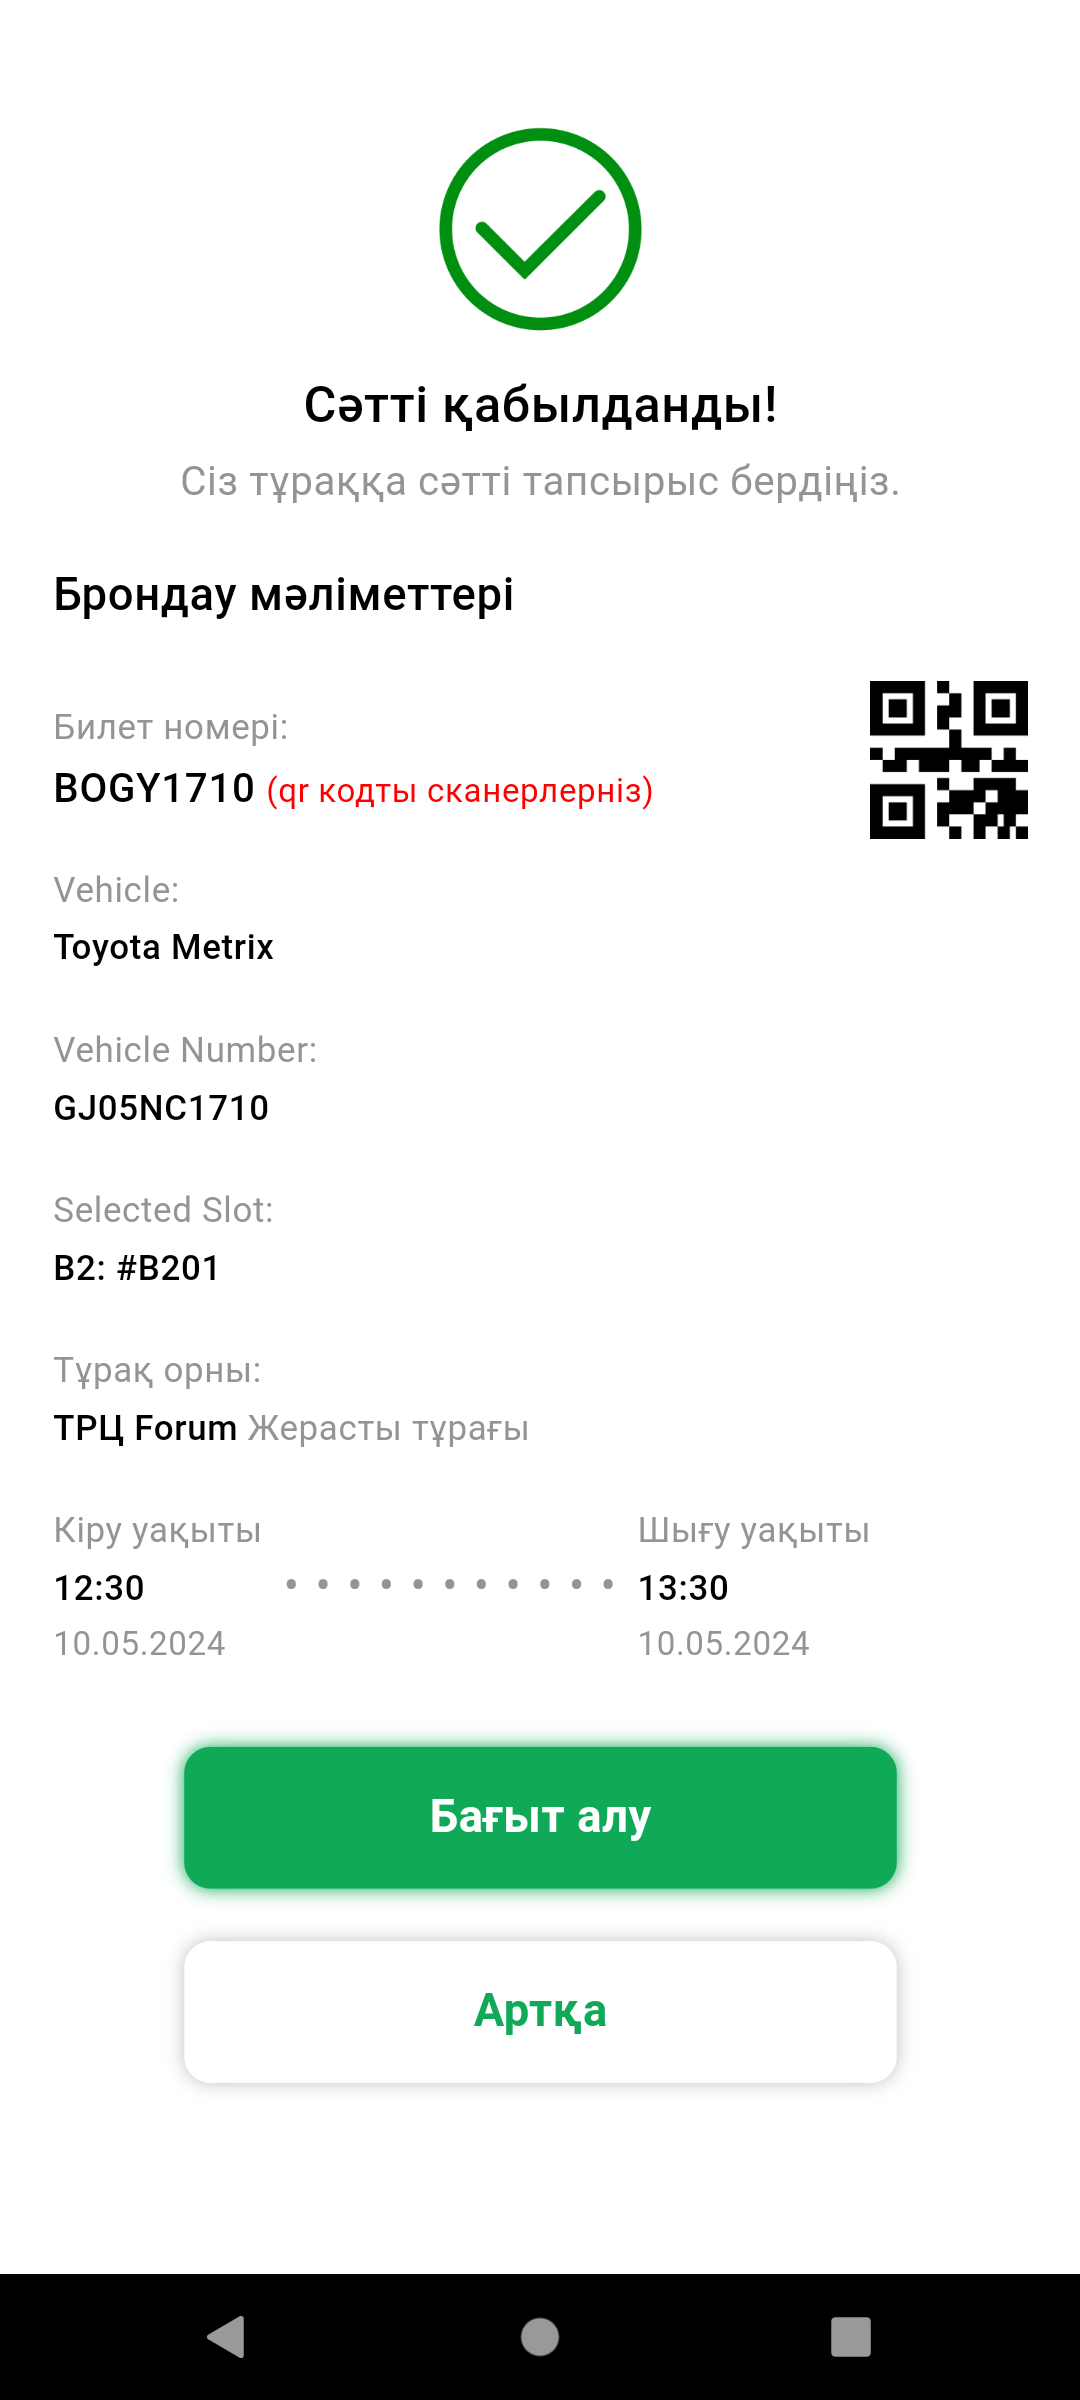 Сәтті қабылданды!
Сіз тұраққа сәтті тапсырыс бердіңіз.
Брондау мәліметтері
Билет номері:
BOGY1710 (qr кодты сканерлерніз)
Vehicle:
Toyota Metrix
Vehicle Number:
GJ05NC1710
Selected Slot:
B2: #B201
Тұрақ орны:
ТРЦ Forum Жерасты тұрағы
Кіру уақыты Шығу уақыты
12:30 13:30
10.05.2024 10.05.2024
Бағыт алу
Артқа